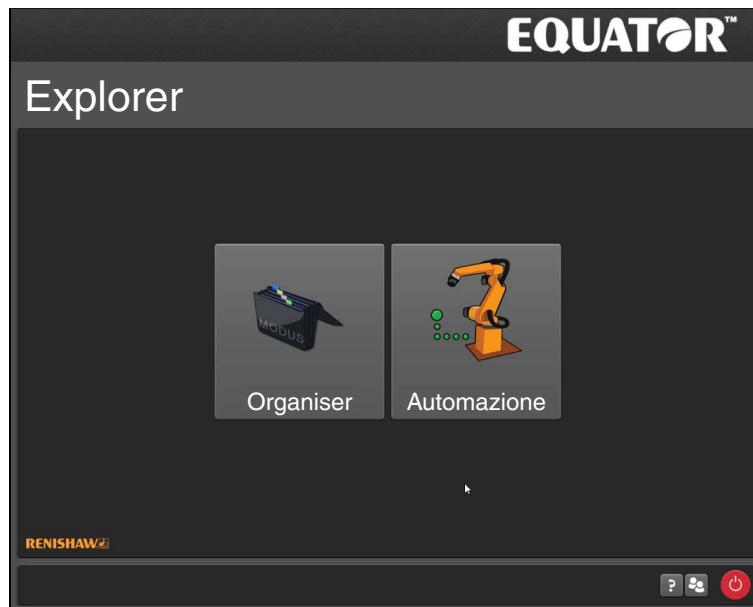 EQUATOR™
Explorer
MODUS
Organiser
Automazione
RENISHAW
?